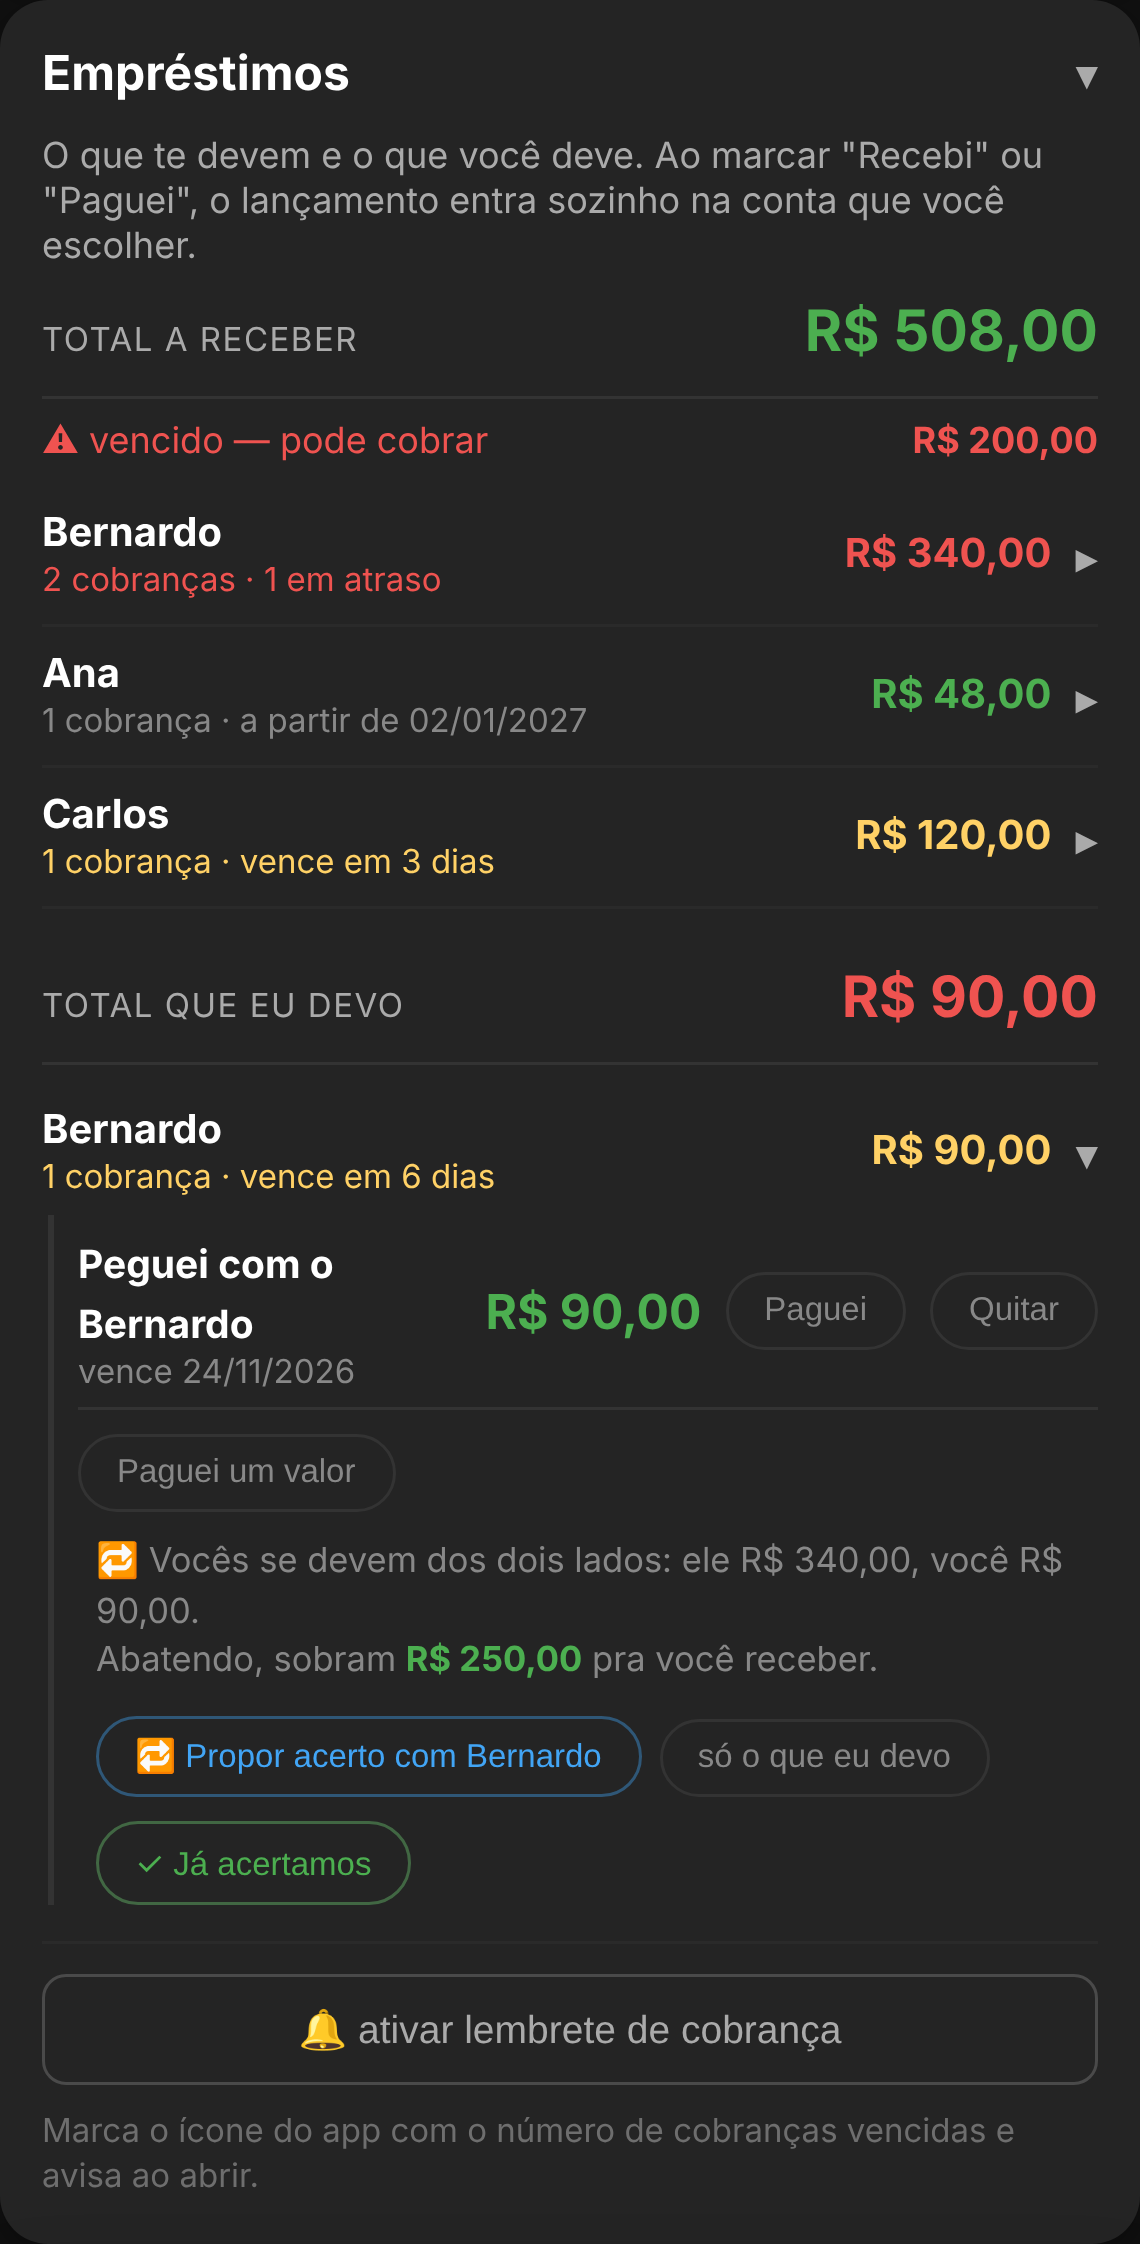 Empréstimos ▼
O que te devem e o que você deve. Ao marcar "Recebi" ou
"Paguei", o lançamento entra sozinho na conta que você
escolher.
TOTAL A RECEBER R$ 508,00
⚠ vencido — pode cobrar R$ 200,00
Bernardo
2 cobranças · 1 em atraso R$ 340,00 ▶
Ana
1 cobrança · a partir de 02/01/2027 R$ 48,00 ▶
Carlos
1 cobrança · vence em 3 dias R$ 120,00 ▶
TOTAL QUE EU DEVO R$ 90,00
Bernardo
1 cobrança · vence em 6 dias R$ 90,00 ▼
Peguei com o
Bernardo
vence 24/11/2026
R$ 90,00 Paguei Quitar
Paguei um valor
🔁 Vocês se devem dos dois lados: ele R$ 340,00, você R$
90,00.
Abatendo, sobram R$ 250,00 pra você receber.
🔁 Propor acerto com Bernardo só o que eu devo
✓ Já acertamos
🔔 ativar lembrete de cobrança
Marca o ícone do app com o número de cobranças vencidas e
avisa ao abrir.